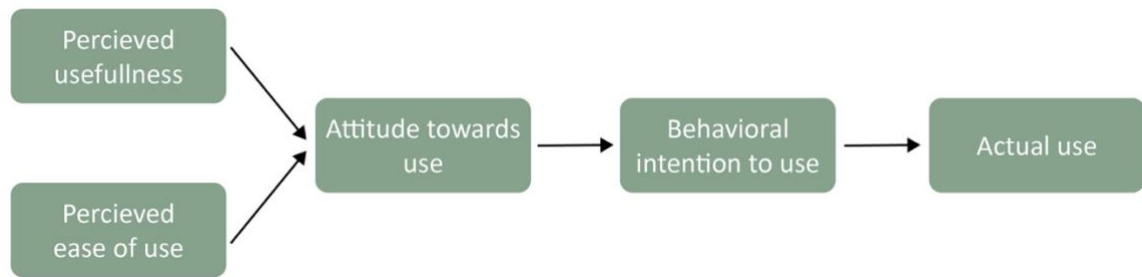 Percieved
usefullness
Attitude towards
use
Behavioral
intention to use
Actual use
Percieved
ease of use